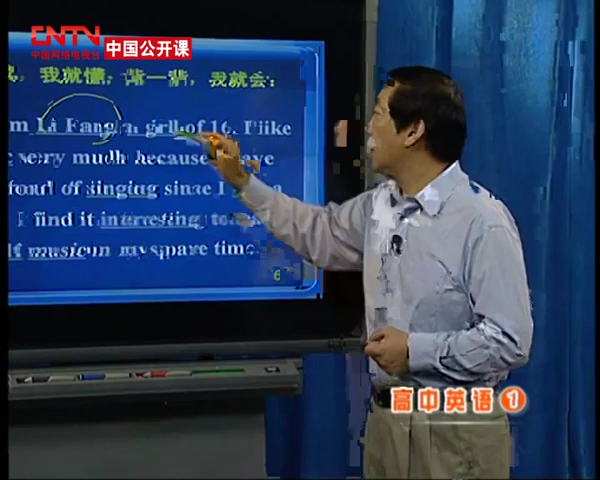 CNTV
中国网络电视台
中国公开课
我就懂;背一背,我就会:
m Li Fang, a girl of 16. I like
very much because I have
fond of singing since I
I find it interesting to
music in my spare time.
6
高中英语 1